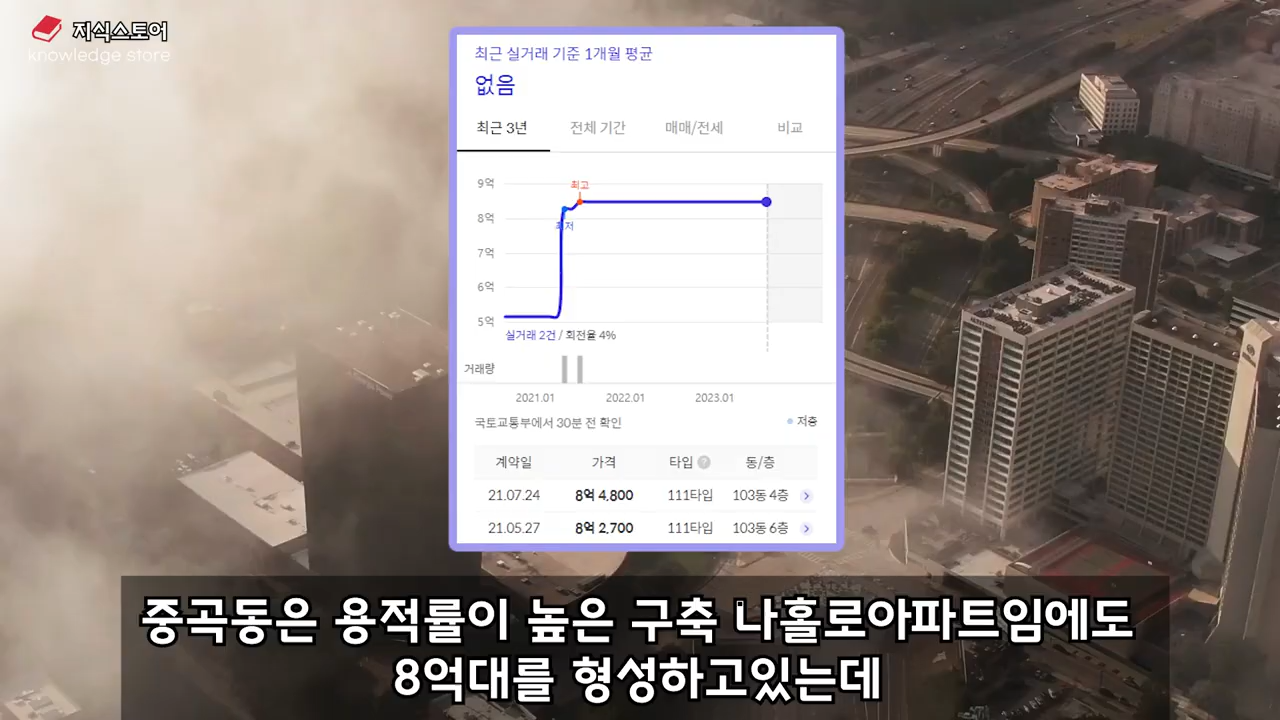 지식스토어
knowledge store
최근 실거래 기준 1개월 평균
없음
최근 3년 전체 기간 매매/전세 비교
9억
최고
8억
최저
7억
6억
5억
실거래 2건 / 회전율 4%
거래량
2021.01 2022.01 2023.01
국토교통부에서 30분 전 확인 저층
계약일 가격 타입 ? 동/층
21.07.24 8억 4,800 111타입 103동 4층
21.05.27 8억 2,700 111타입 103동 6층
중곡동은 용적률이 높은 구축 나홀로아파트임에도
8억대를 형성하고있는데